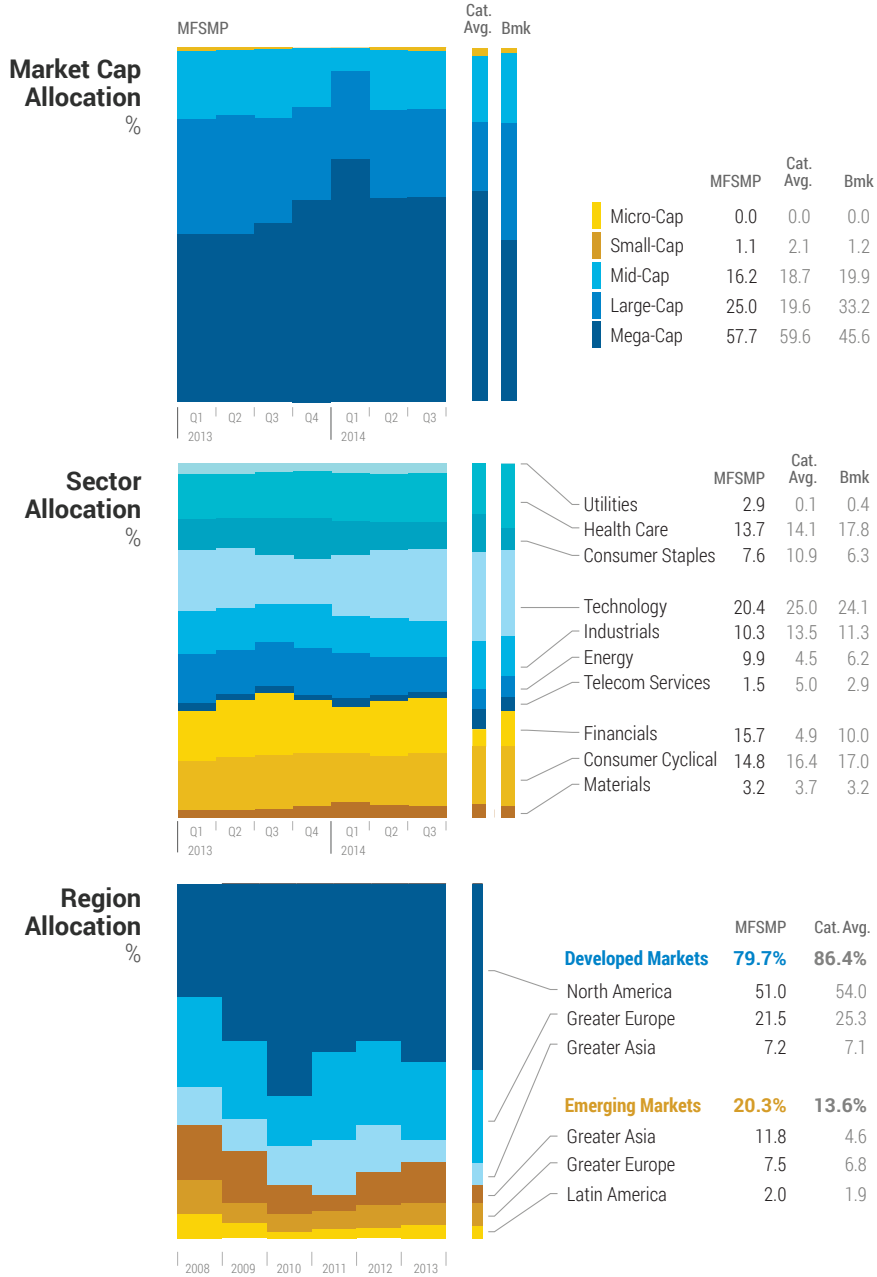 MFSMP
Cat.
Avg. Bmk
Market Cap
Allocation
%
Cat.
MFSMP Avg. Bmk
Micro-Cap 0.0 0.0 0.0
Small-Cap 1.1 2.1 1.2
Mid-Cap 16.2 18.7 19.9
Large-Cap 25.0 19.6 33.2
Mega-Cap 57.7 59.6 45.6
Q1 Q2 Q3 Q4 Q1 Q2 Q3
2013 2014
Sector
Allocation
%
Cat.
MFSMP Avg. Bmk
Utilities 2.9 0.1 0.4
Health Care 13.7 14.1 17.8
Consumer Staples 7.6 10.9 6.3
Technology 20.4 25.0 24.1
Industrials 10.3 13.5 11.3
Energy 9.9 4.5 6.2
Telecom Services 1.5 5.0 2.9
Financials 15.7 4.9 10.0
Consumer Cyclical 14.8 16.4 17.0
Materials 3.2 3.7 3.2
Q1 Q2 Q3 Q4 Q1 Q2 Q3
2013 2014
Region
Allocation
%
MFSMP Cat. Avg.
Developed Markets 79.7% 86.4%
North America 51.0 54.0
Greater Europe 21.5 25.3
Greater Asia 7.2 7.1
Emerging Markets 20.3% 13.6%
Greater Asia 11.8 4.6
Greater Europe 7.5 6.8
Latin America 2.0 1.9
2008 2009 2010 2011 2012 2013